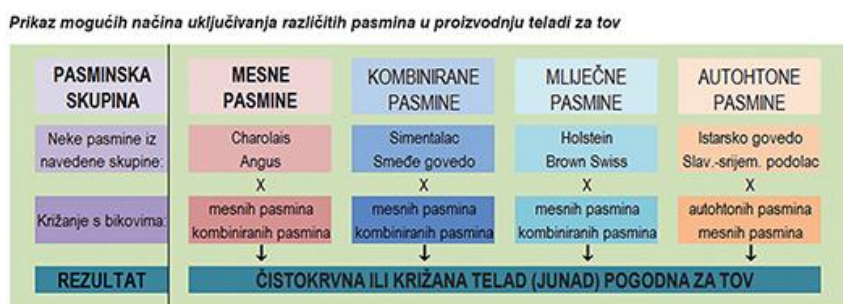 Prikaz mogućih načina uključivanja različitih pasmina u proizvodnju teladi za tov
PASMINSKA SKUPINA
MESNE PASMINE
KOMBINIRANE PASMINE
MLIJEČNE PASMINE
AUTOHTONE PASMINE
Neke pasmine iz
navedene skupine:
Charolais
Angus
Simentalac
Smeđe govedo
Holstein
Brown Swiss
Istarsko govedo
Slav.-srijem. podolac
X
X
X
X
Križanje s bikovima:
mesnih pasmina
kombiniranih pasmina
mesnih pasmina
kombiniranih pasmina
mesnih pasmina
kombiniranih pasmina
autohtonih pasmina
mesnih pasmina
REZULTAT
ČISTOKRVNA ILI KRIŽANA TELAD (JUNAD) POGODNA ZA TOV